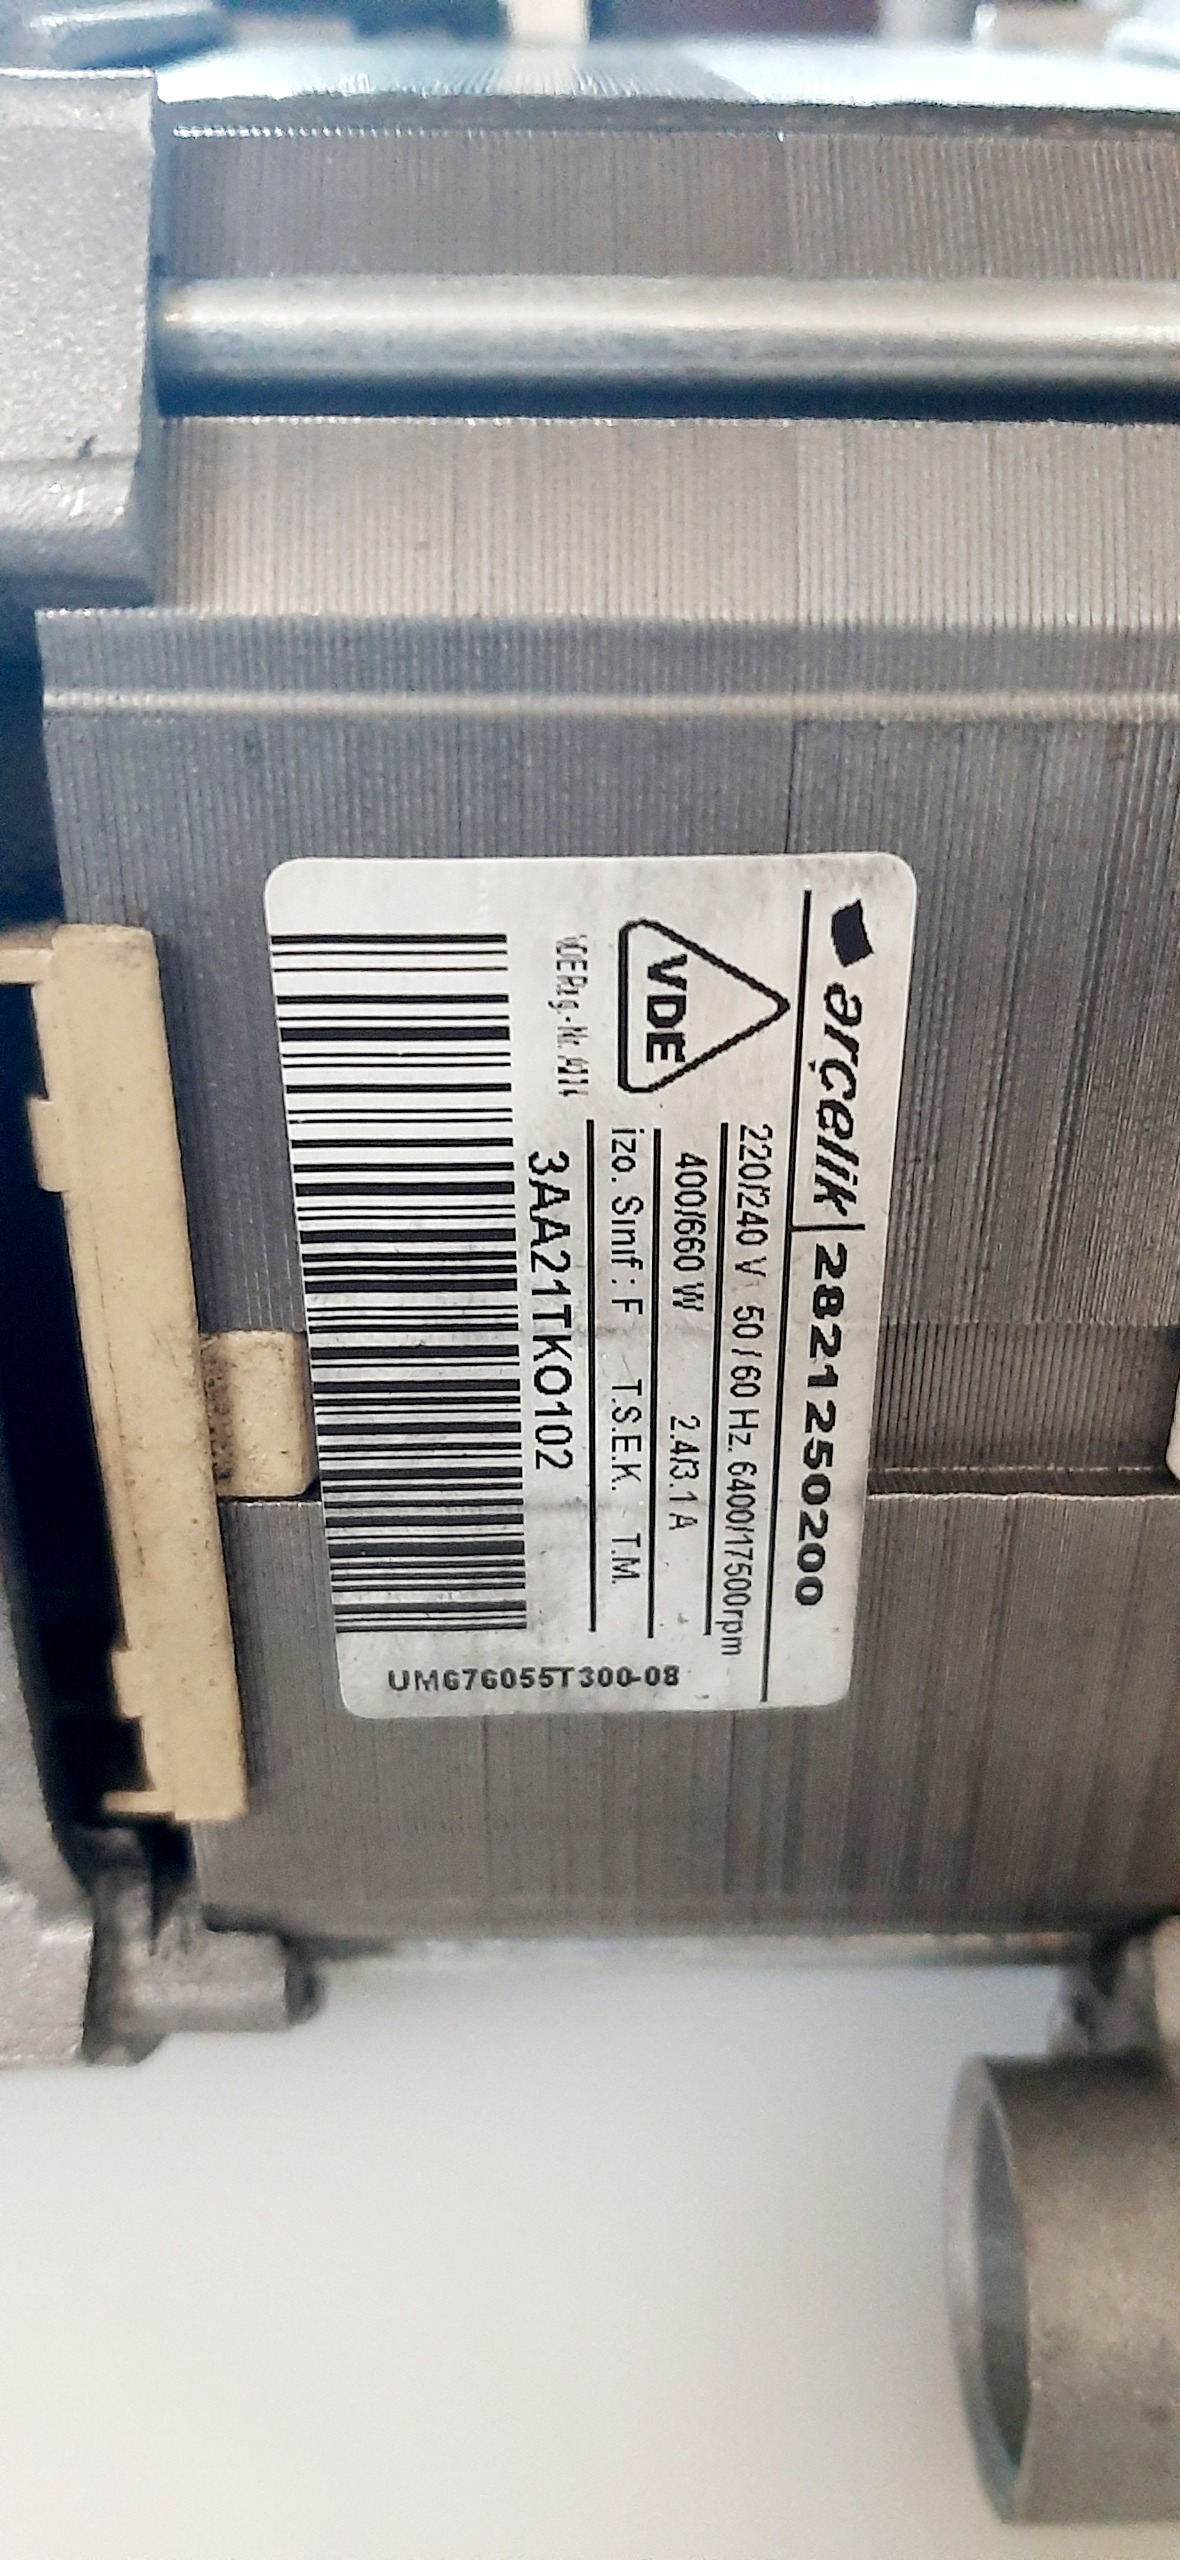 arçelik 2821250200
220/240 V 50 / 60 Hz. 6400/17500rpm
VDE
400/660 W 2.4/3.1 A
izo. Sınıf : F T.S.E.K. T.M.
3AA21TKO102
UM676055T300-08